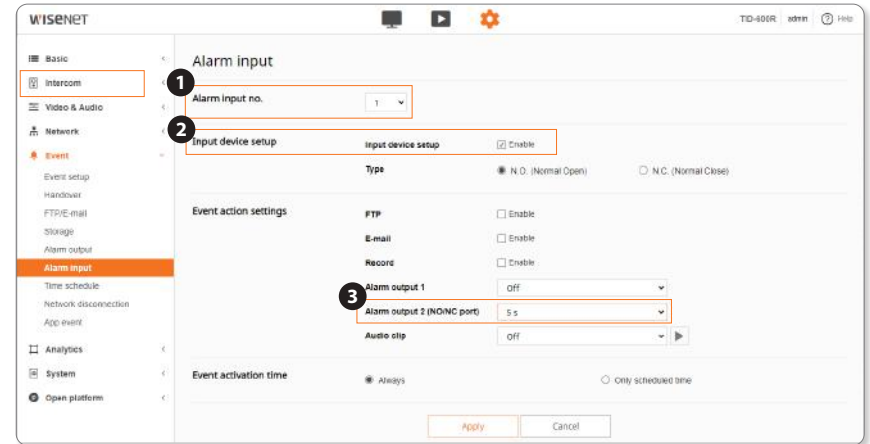 WISENET
TID-600R admin ? Help
Basic
Intercom
Video & Audio
Network
Event
Event setup
Handover
FTP/E-mail
Storage
Alarm output
Alarm input
Time schedule
Network disconnection
App event
Analytics
System
Open platform
Alarm input
1
Alarm input no. 1
2
Input device setup Input device setup Enable
Type N.O. (Normal Open) N.C. (Normal Close)
Event action settings FTP Enable
E-mail Enable
Record Enable
Alarm output 1 Off
3
Alarm output 2 (NO/NC port) 5 s
Audio clip Off
Event activation time Always Only scheduled time
Apply Cancel